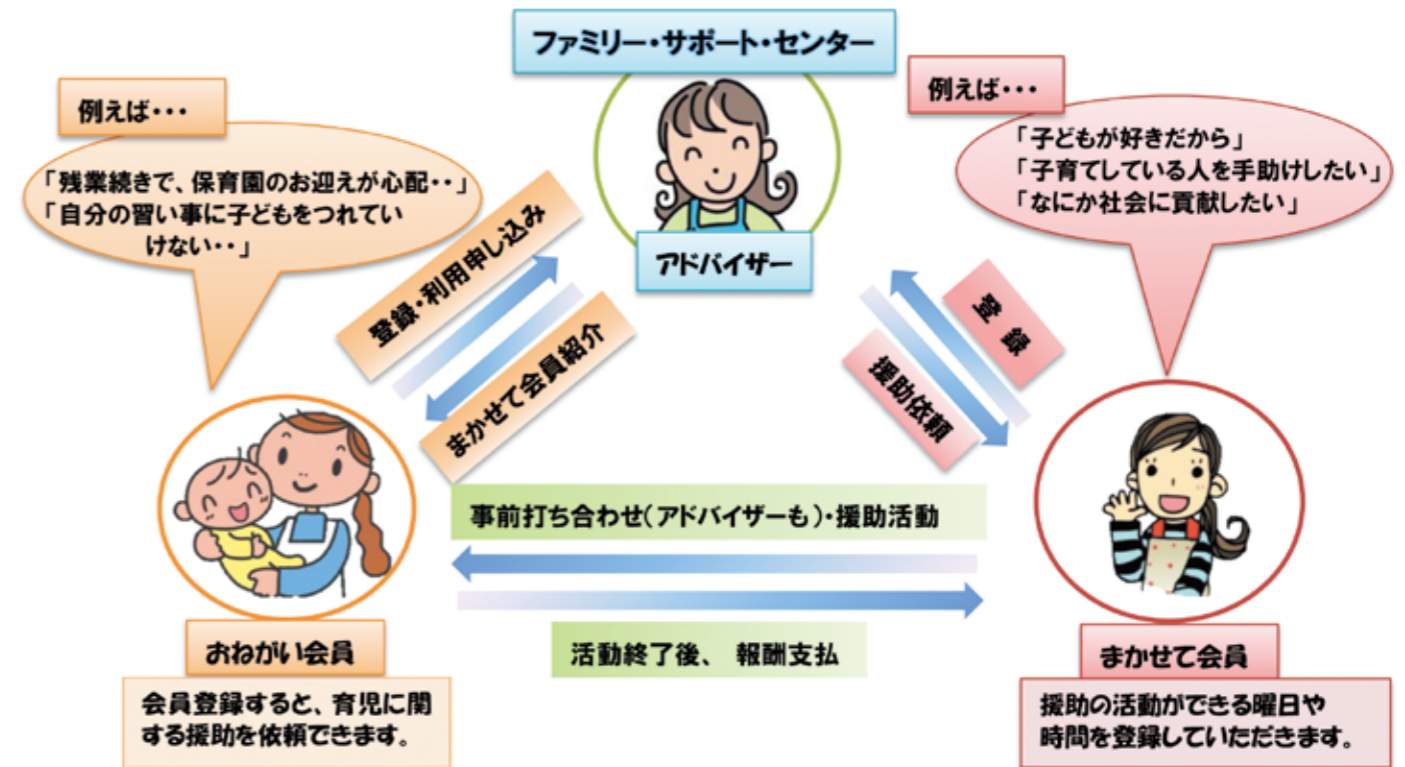 ファミリー・サポート・センター
アドバイザー
例えば・・・
「残業続きで、保育園のお迎えが心配・・」
「自分の習い事に子どもをつれてい
けない・・」
例えば・・・
「子どもが好きだから」
「子育てしている人を手助けしたい」
「なにか社会に貢献したい」
登録・利用申し込み
まかせて会員紹介
登 録
援助依頼
事前打ち合わせ(アドバイザーも)・援助活動
活動終了後、 報酬支払
おねがい会員
会員登録すると、育児に関
する援助を依頼できます。
まかせて会員
援助の活動ができる曜日や
時間を登録していただきます。